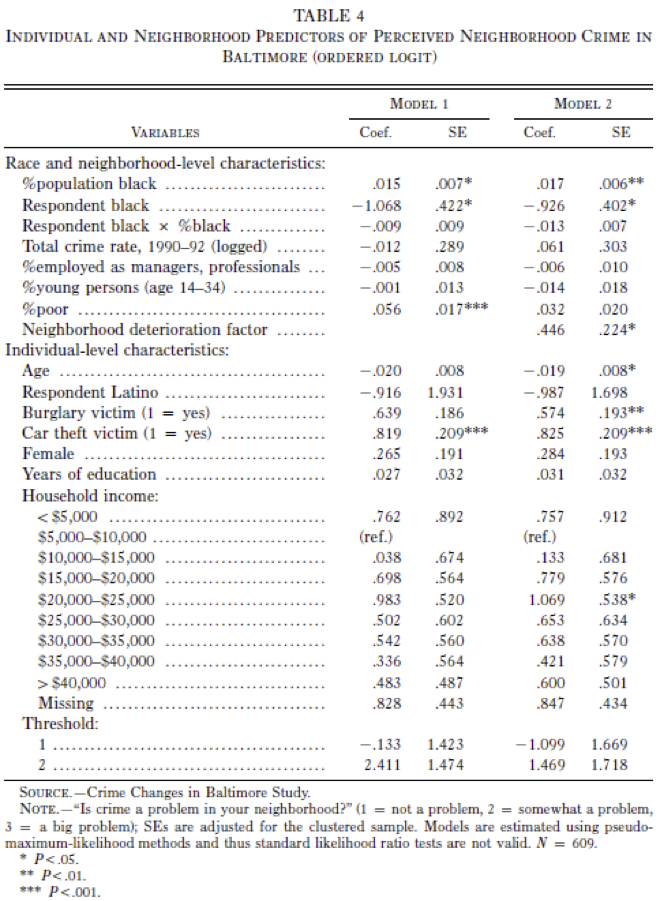 TABLE 4
Individual and Neighborhood Predictors of Perceived Neighborhood Crime in
Baltimore (ordered logit)
Model 1 Model 2
Variables Coef. SE Coef. SE
Race and neighborhood-level characteristics:
%population black .......................... .015 .007* .017 .006**
Respondent black .......................... −1.068 .422* −.926 .402*
Respondent black × %black .............. −.009 .009 −.013 .007
Total crime rate, 1990–92 (logged) ........ −.012 .289 .061 .303
%employed as managers, professionals ... −.005 .008 −.006 .010
%young persons (age 14–34) ............... −.001 .013 −.014 .018
%poor ........................................ .056 .017*** .032 .020
Neighborhood deterioration factor ........ .446 .224*
Individual-level characteristics:
Age ........................................... −.020 .008 −.019 .008*
Respondent Latino .......................... −.916 1.931 −.987 1.698
Burglary victim (1 = yes) ................. .639 .186 .574 .193**
Car theft victim (1 = yes) ................. .819 .209*** .825 .209***
Female ....................................... .265 .191 .284 .193
Years of education .......................... .027 .032 .031 .032
Household income:
< $5,000 ................................... .762 .892 .757 .912
$5,000–$10,000 ............................ (ref.) (ref.)
$10,000–$15,000 .......................... .038 .674 .133 .681
$15,000–$20,000 .......................... .698 .564 .779 .576
$20,000–$25,000 .......................... .983 .520 1.069 .538*
$25,000–$30,000 .......................... .502 .602 .653 .634
$30,000–$35,000 .......................... .542 .560 .638 .570
$35,000–$40,000 .......................... .336 .564 .421 .579
> $40,000 .................................. .483 .487 .600 .501
Missing .................................... .828 .443 .847 .434
Threshold:
1 ............................................ −.133 1.423 −1.099 1.669
2 ............................................ 2.411 1.474 1.469 1.718
Source.—Crime Changes in Baltimore Study.
Note.—“Is crime a problem in your neighborhood?” (1 = not a problem, 2 = somewhat a problem,
3 = a big problem); SEs are adjusted for the clustered sample. Models are estimated using pseudo-
maximum-likelihood methods and thus standard likelihood ratio tests are not valid. N = 609.
* P<.05.
** P<.01.
*** P<.001.